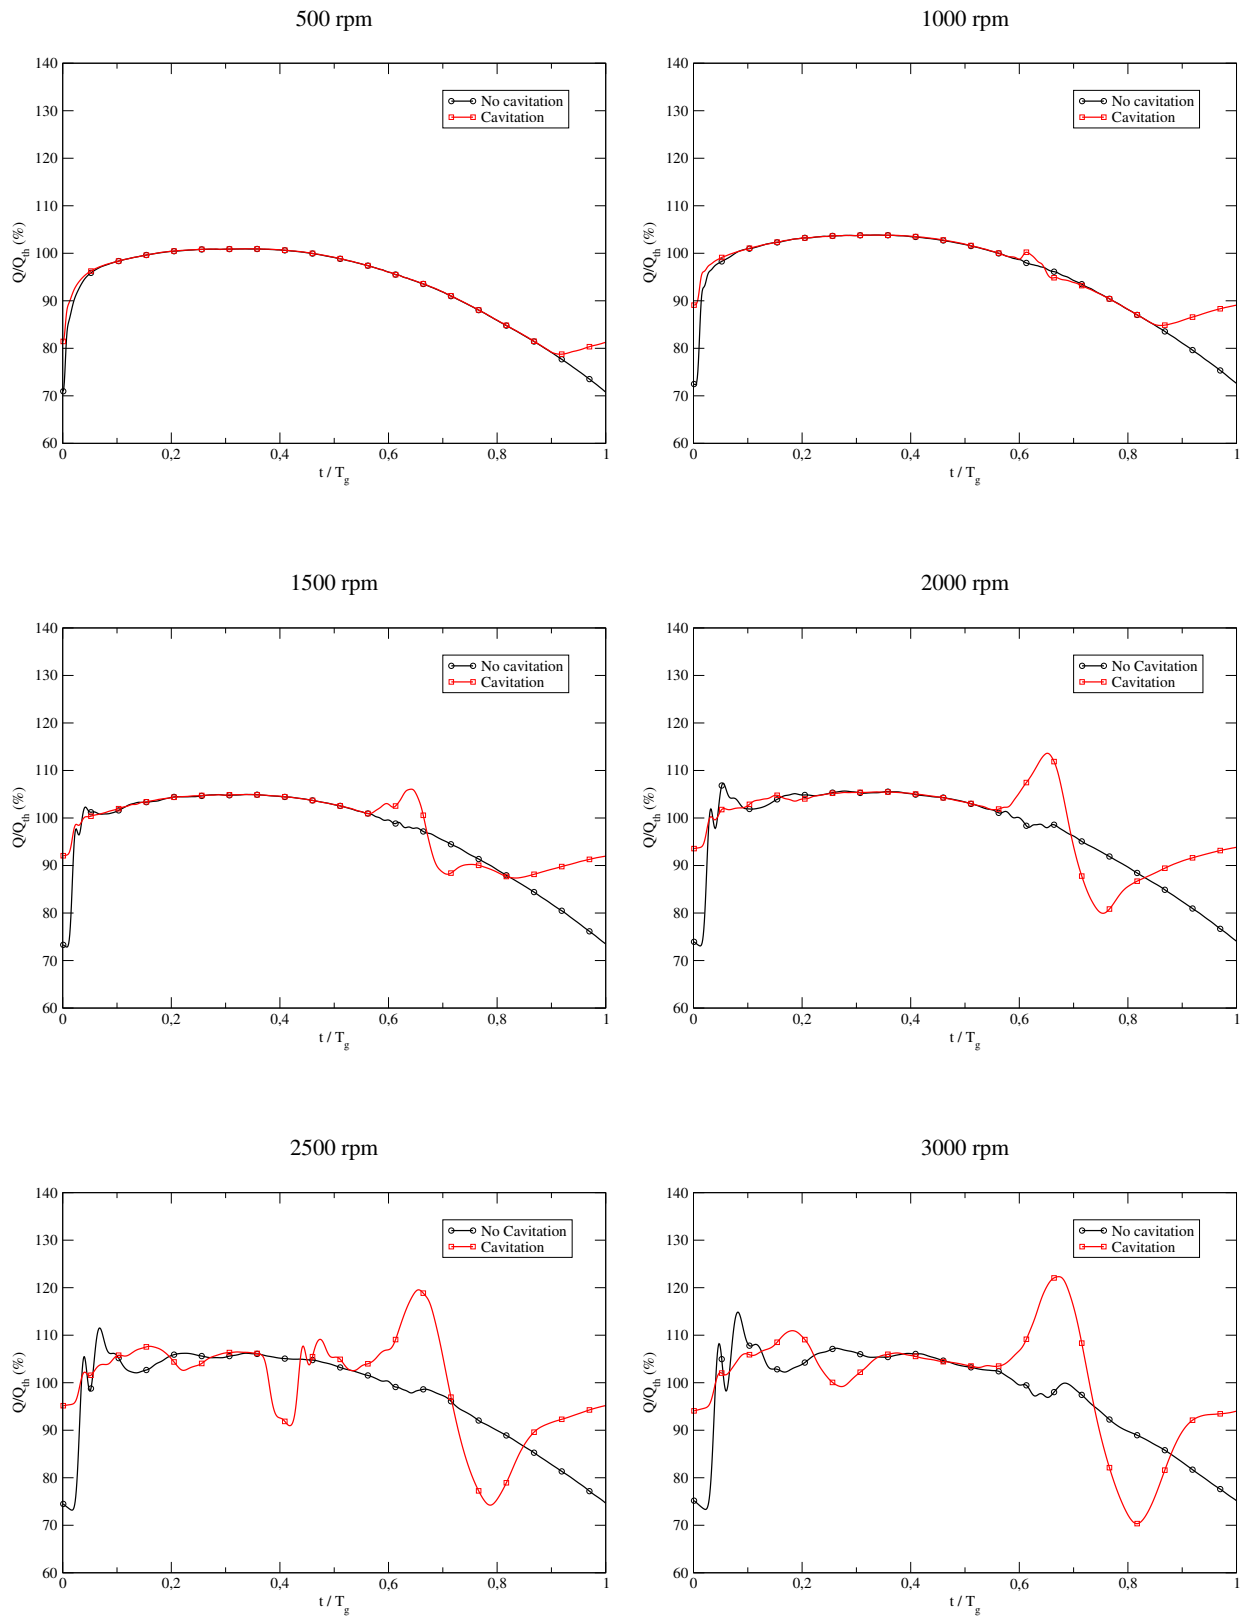 500 rpm
140
130
120
110
100
90
80
70
60
Q/Q_th (%)
No cavitation
Cavitation
0 0,2 0,4 0,6 0,8 1
t / T_g
1000 rpm
140
130
120
110
100
90
80
70
60
Q/Q_th (%)
No cavitation
Cavitation
0 0,2 0,4 0,6 0,8 1
t / T_g
1500 rpm
140
130
120
110
100
90
80
70
60
Q/Q_th (%)
No cavitation
Cavitation
0 0,2 0,4 0,6 0,8 1
t / T_g
2000 rpm
140
130
120
110
100
90
80
70
60
Q/Q_th (%)
No Cavitation
Cavitation
0 0,2 0,4 0,6 0,8 1
t / T_g
2500 rpm
140
130
120
110
100
90
80
70
60
Q/Q_th (%)
No Cavitation
Cavitation
0 0,2 0,4 0,6 0,8 1
t / T_g
3000 rpm
140
130
120
110
100
90
80
70
60
Q/Q_th (%)
No cavitation
Cavitation
0 0,2 0,4 0,6 0,8 1
t / T_g